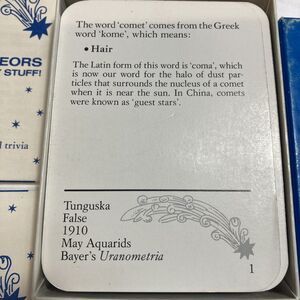 The word 'comet' comes from the Greek
word 'kome', which means:
• Hair
The Latin form of this word is 'coma', which
is now our word for the halo of dust par-
ticles that surrounds the nucleus of a comet
when it is near the sun. In China, comets
were known as 'guest stars'.
Tunguska
False
1910
May Aquarids
Bayer's Uranometria
1
EORS
STUFF!
trivia